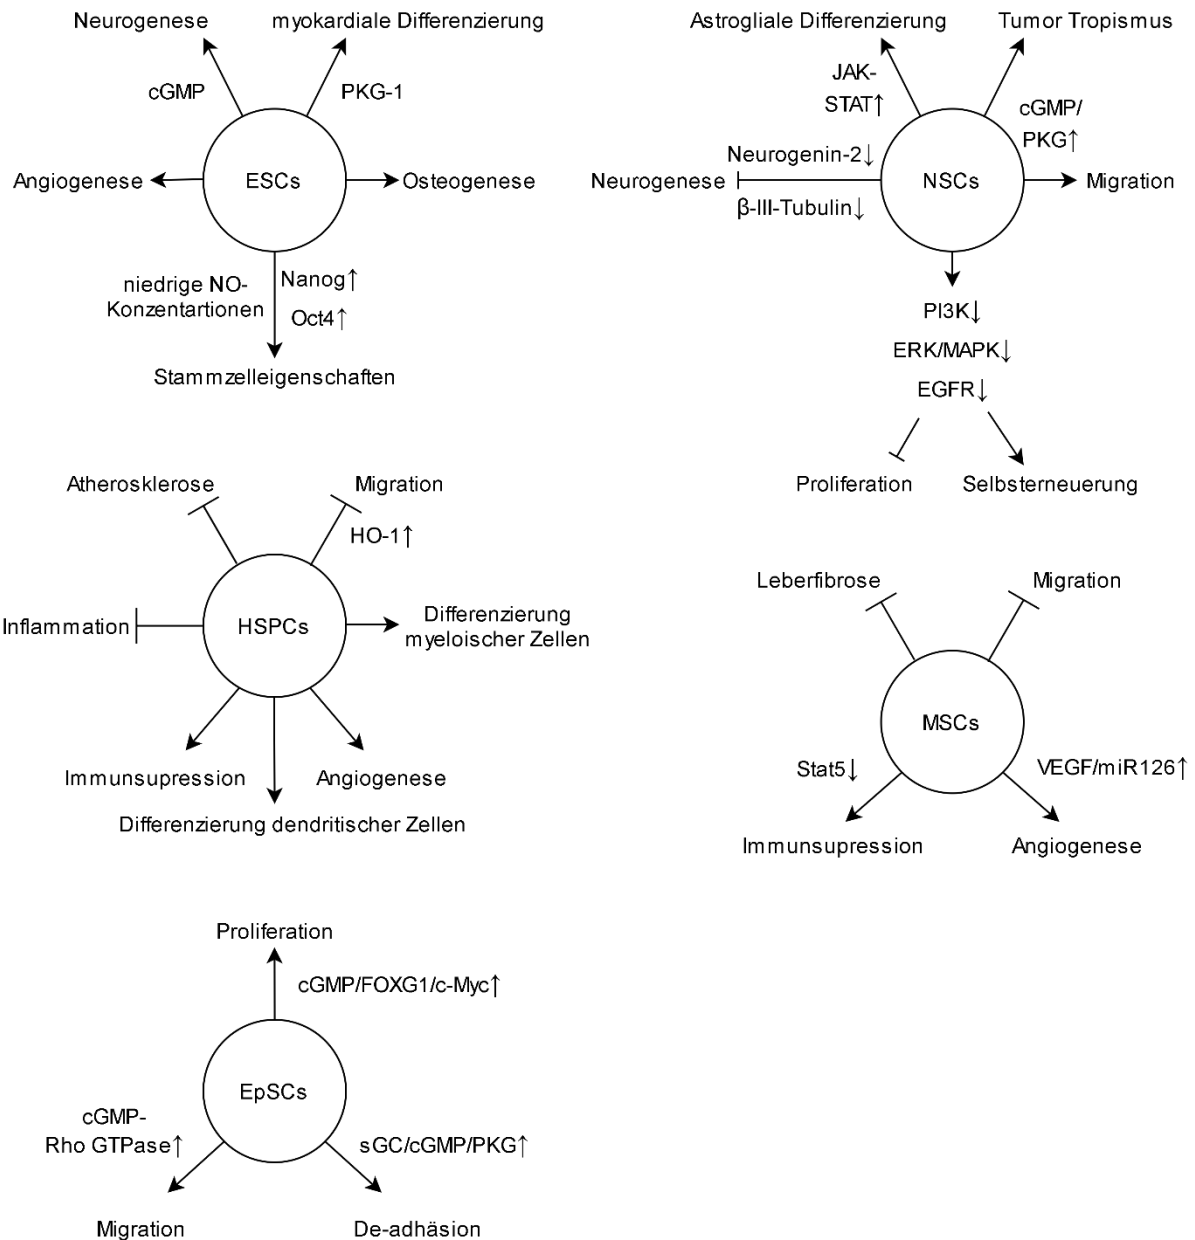 Neurogenese
myokardiale Differenzierung
cGMP
PKG-1
Angiogenese
ESCs
Osteogenese
niedrige NO-
Konzentartionen
Nanog↑
Oct4↑
Stammzelleigenschaften
Astrogliale Differenzierung
Tumor Tropismus
JAK-
STAT↑
cGMP/
PKG↑
Neurogenin-2↓
Neurogenese
β-III-Tubulin↓
NSCs
Migration
PI3K↓
ERK/MAPK↓
EGFR↓
Proliferation
Selbsterneuerung
Atherosklerose
Migration
HO-1↑
Inflammation
HSPCs
Differenzierung
myeloischer Zellen
Immunsupression
Angiogenese
Differenzierung dendritischer Zellen
Leberfibrose
Migration
MSCs
Stat5↓
VEGF/miR126↑
Immunsupression
Angiogenese
Proliferation
cGMP/FOXG1/c-Myc↑
EpSCs
cGMP-
Rho GTPase↑
sGC/cGMP/PKG↑
Migration
De-adhäsion